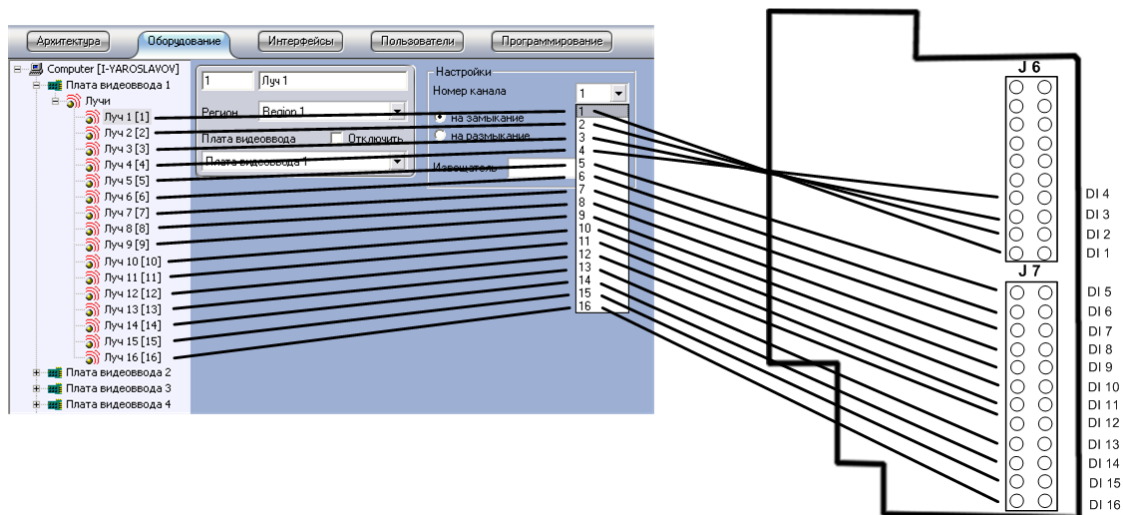 Архитектура Оборудование Интерфейсы Пользователи Программирование
Computer [I-YAROSLAVOV]
Плата видеоввода 1
Лучи
Луч 1 [1]
Луч 2 [2]
Луч 3 [3]
Луч 4 [4]
Луч 5 [5]
Луч 6 [6]
Луч 7 [7]
Луч 8 [8]
Луч 9 [9]
Луч 10 [10]
Луч 11 [11]
Луч 12 [12]
Луч 13 [13]
Луч 14 [14]
Луч 15 [15]
Луч 16 [16]
Плата видеоввода 2
Плата видеоввода 3
Плата видеоввода 4
1 Луч 1
Регион Region 1
Плата видеоввода Отключить
Плата видеоввода 1
Настройки
Номер канала 1
на замыкание
на размыкание
Извещатель
1
2
3
4
5
6
7
8
9
10
11
12
13
14
15
16
J 6
DI 4
DI 3
DI 2
DI 1
J 7
DI 5
DI 6
DI 7
DI 8
DI 9
DI 10
DI 11
DI 12
DI 13
DI 14
DI 15
DI 16